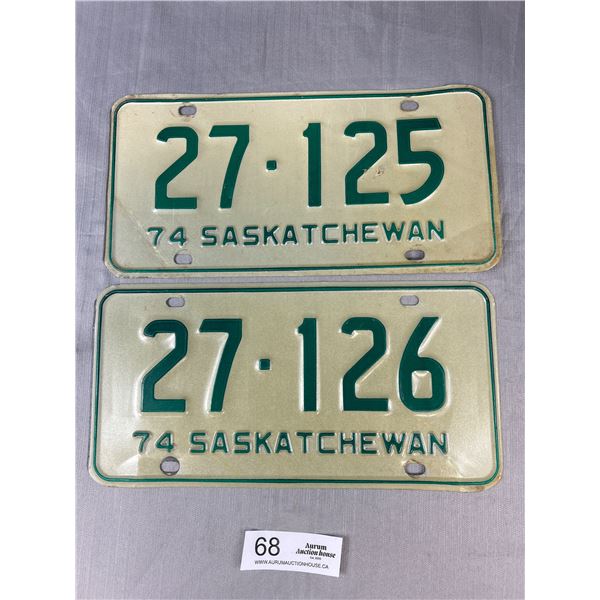 27·125
74 SASKATCHEWAN
27·126
74 SASKATCHEWAN
68 Aurum
Auction house
WWW.AURUMAUCTIONHOUSE.CA